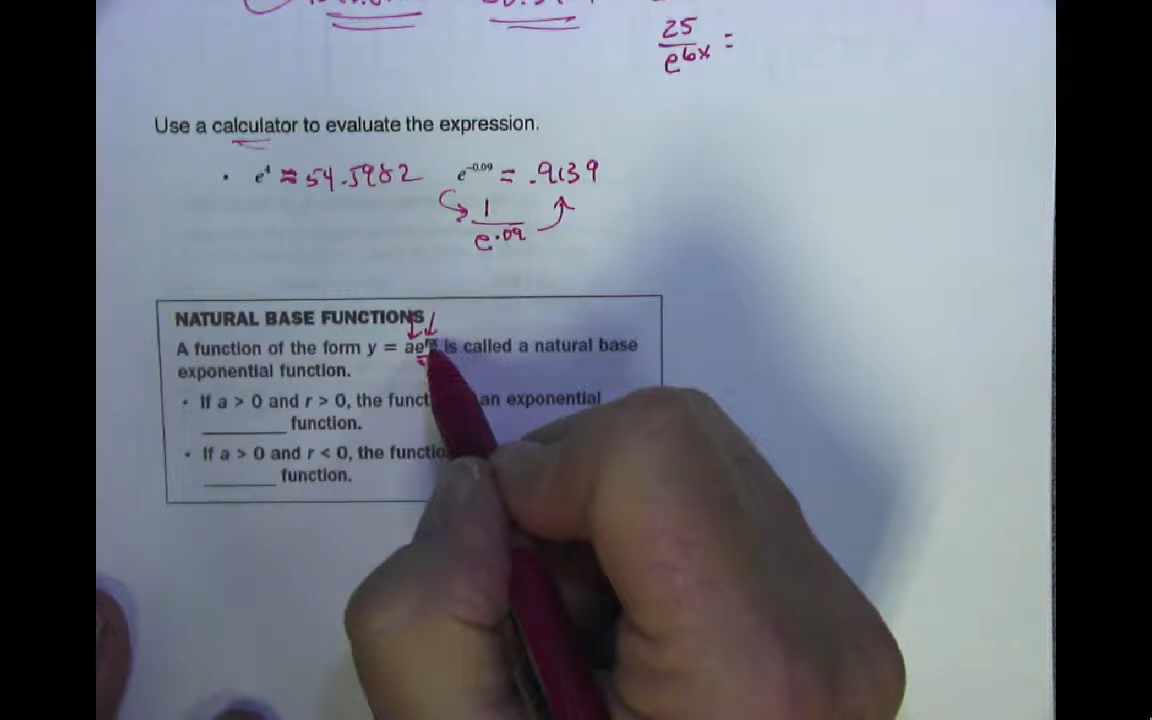 25
e^6x =
Use a calculator to evaluate the expression.
• e^4 ≈ 54.5982 e^-0.09 = .9139
1
e^.09
NATURAL BASE FUNCTIONS
A function of the form y = ae is called a natural base
exponential function.
• If a > 0 and r > 0, the funct an exponential
________ function.
• If a > 0 and r < 0, the functio
_______ function.